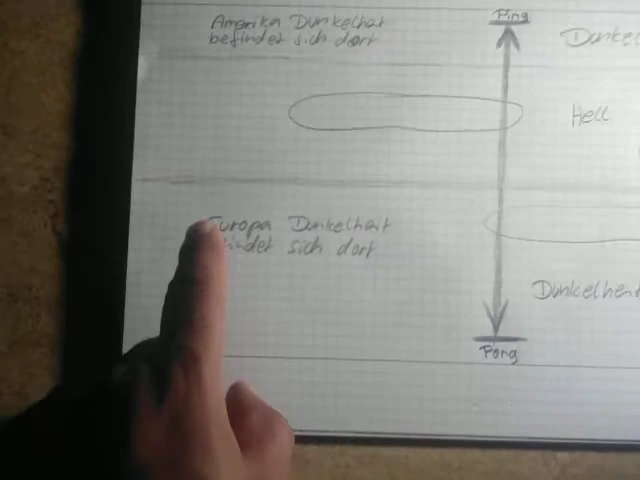 Amerika Dunkelheit
befindet sich dort
Ping
Hell
Europa Dunkelheit
sich dort
Dunkelheit
Pong